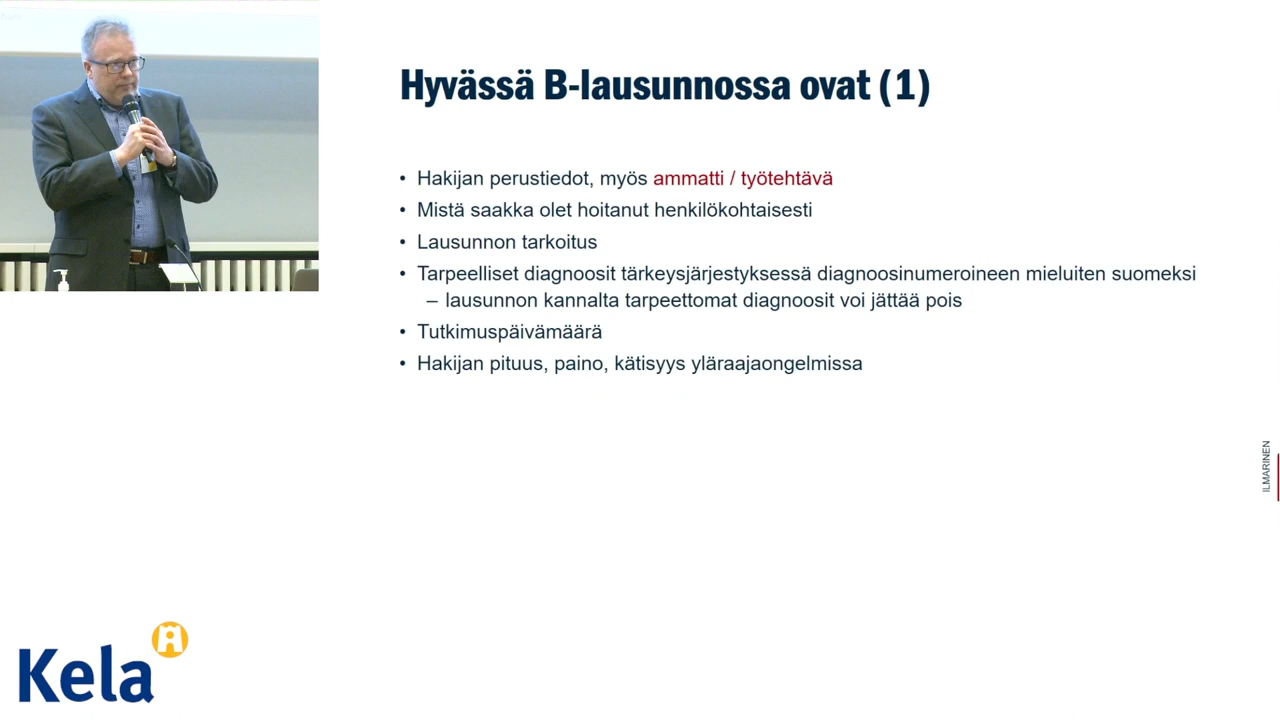 Hyvässä B-lausunnossa ovat (1)
• Hakijan perustiedot, myös ammatti / työtehtävä
• Mistä saakka olet hoitanut henkilökohtaisesti
• Lausunnon tarkoitus
• Tarpeelliset diagnoosit tärkeysjärjestyksessä diagnoosinumeroineen mieluiten suomeksi
– lausunnon kannalta tarpeettomat diagnoosit voi jättää pois
• Tutkimuspäivämäärä
• Hakijan pituus, paino, kätisyys yläraajaongelmissa
ILMARINEN
Kela